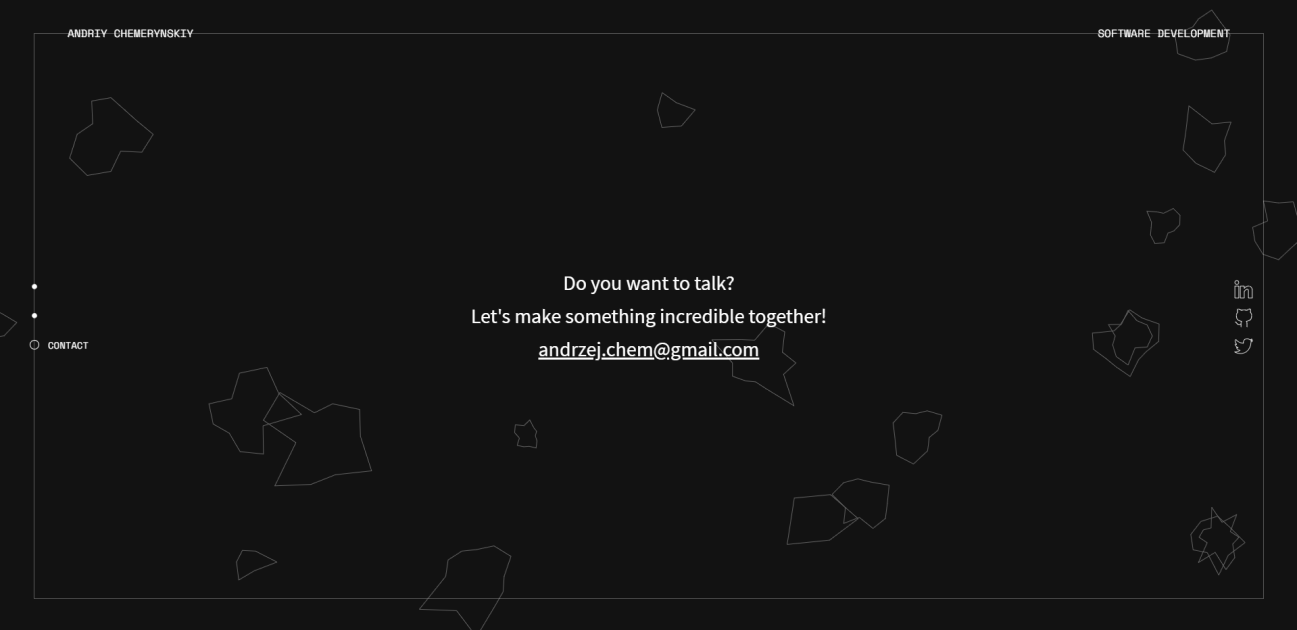 ANDRIY CHEMERYNSKIY
SOFTWARE DEVELOPMENT
Do you want to talk?
Let's make something incredible together!
andrzej.chem@gmail.com
CONTACT
in